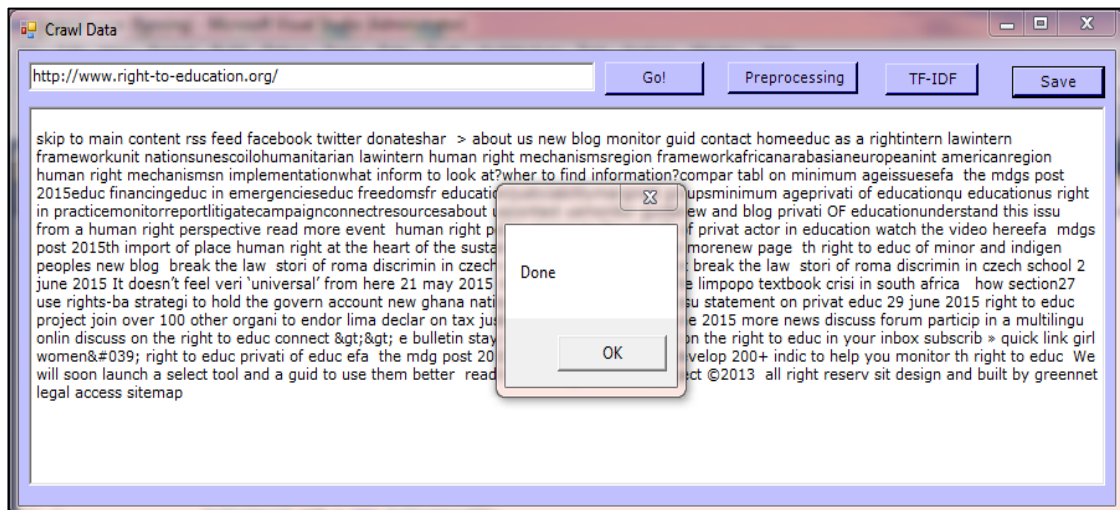 Crawl Data
http://www.right-to-education.org/
Go!
Preprocessing
TF-IDF
Save
skip to main content rss feed facebook twitter donateshar  > about us new blog monitor guid contact homeeduc as a rightintern lawintern
frameworkunit nationsunescoilohumanitarian lawintern human right mechanismsregion frameworkafricanarabasianeuropeanint americanregion
human right mechanismsn implementationwhat inform to look at?wher to find information?compar tabl on minimum ageissuesefa  the mdgs post
2015educ financingeduc in emergencieseduc freedomsfr educatio upsminimum ageprivati of educationqu educationus right
in practicemonitorreportlitigatecampaignconnectresourcesabout u ew and blog privati OF educationunderstand this issu
from a human right perspective read more event  human right p f privat actor in education watch the video hereefa  mdgs
post 2015th import of place human right at the heart of the susta morenew page  th right to educ of minor and indigen
peoples new blog  break the law  stori of roma discrimin in czech break the law  stori of roma discrimin in czech school 2
june 2015 It doesn't feel veri ‘universal’ from here 21 may 2015 e limpopo textbook crisi in south africa   how section27
use rights-ba strategi to hold the govern account new ghana nati su statement on privat educ 29 june 2015 right to educ
project join over 100 other organi to endor lima declar on tax jus e 2015 more news discuss forum particip in a multilingu
onlin discuss on the right to educ connect &gt;&gt; e bulletin stay on the right to educ in your inbox subscrib » quick link girl
women&#039; right to educ privati of educ efa  the mdg post 20 velop 200+ indic to help you monitor th right to educ  We
will soon launch a select tool and a guid to use them better  read ect ©2013  all right reserv sit design and built by greennet
legal access sitemap
Done
OK